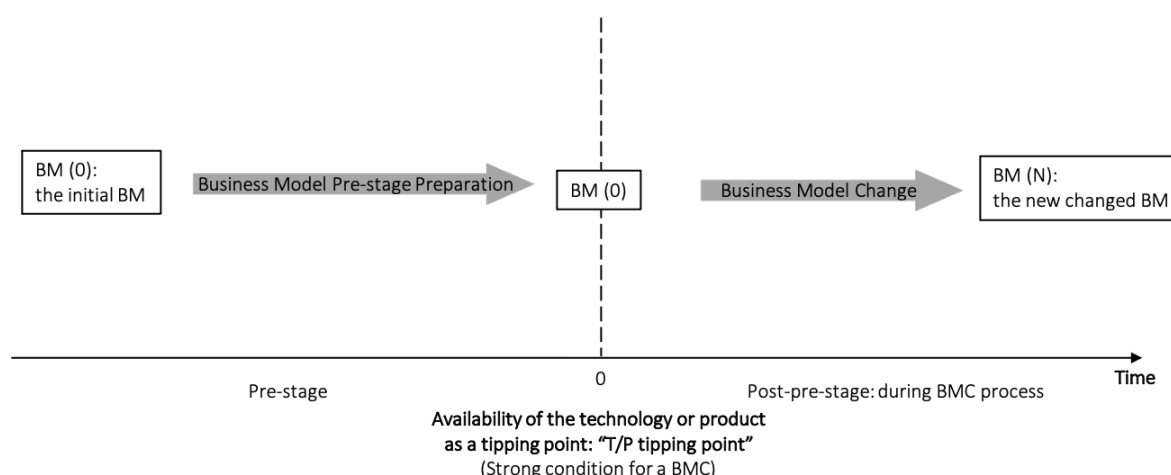 BM (0):
the initial BM
Business Model Pre-stage Preparation
BM (0)
Business Model Change
BM (N):
the new changed BM
0
Time
Pre-stage
Post-pre-stage: during BMC process
Availability of the technology or product
as a tipping point: “T/P tipping point”
(Strong condition for a BMC)